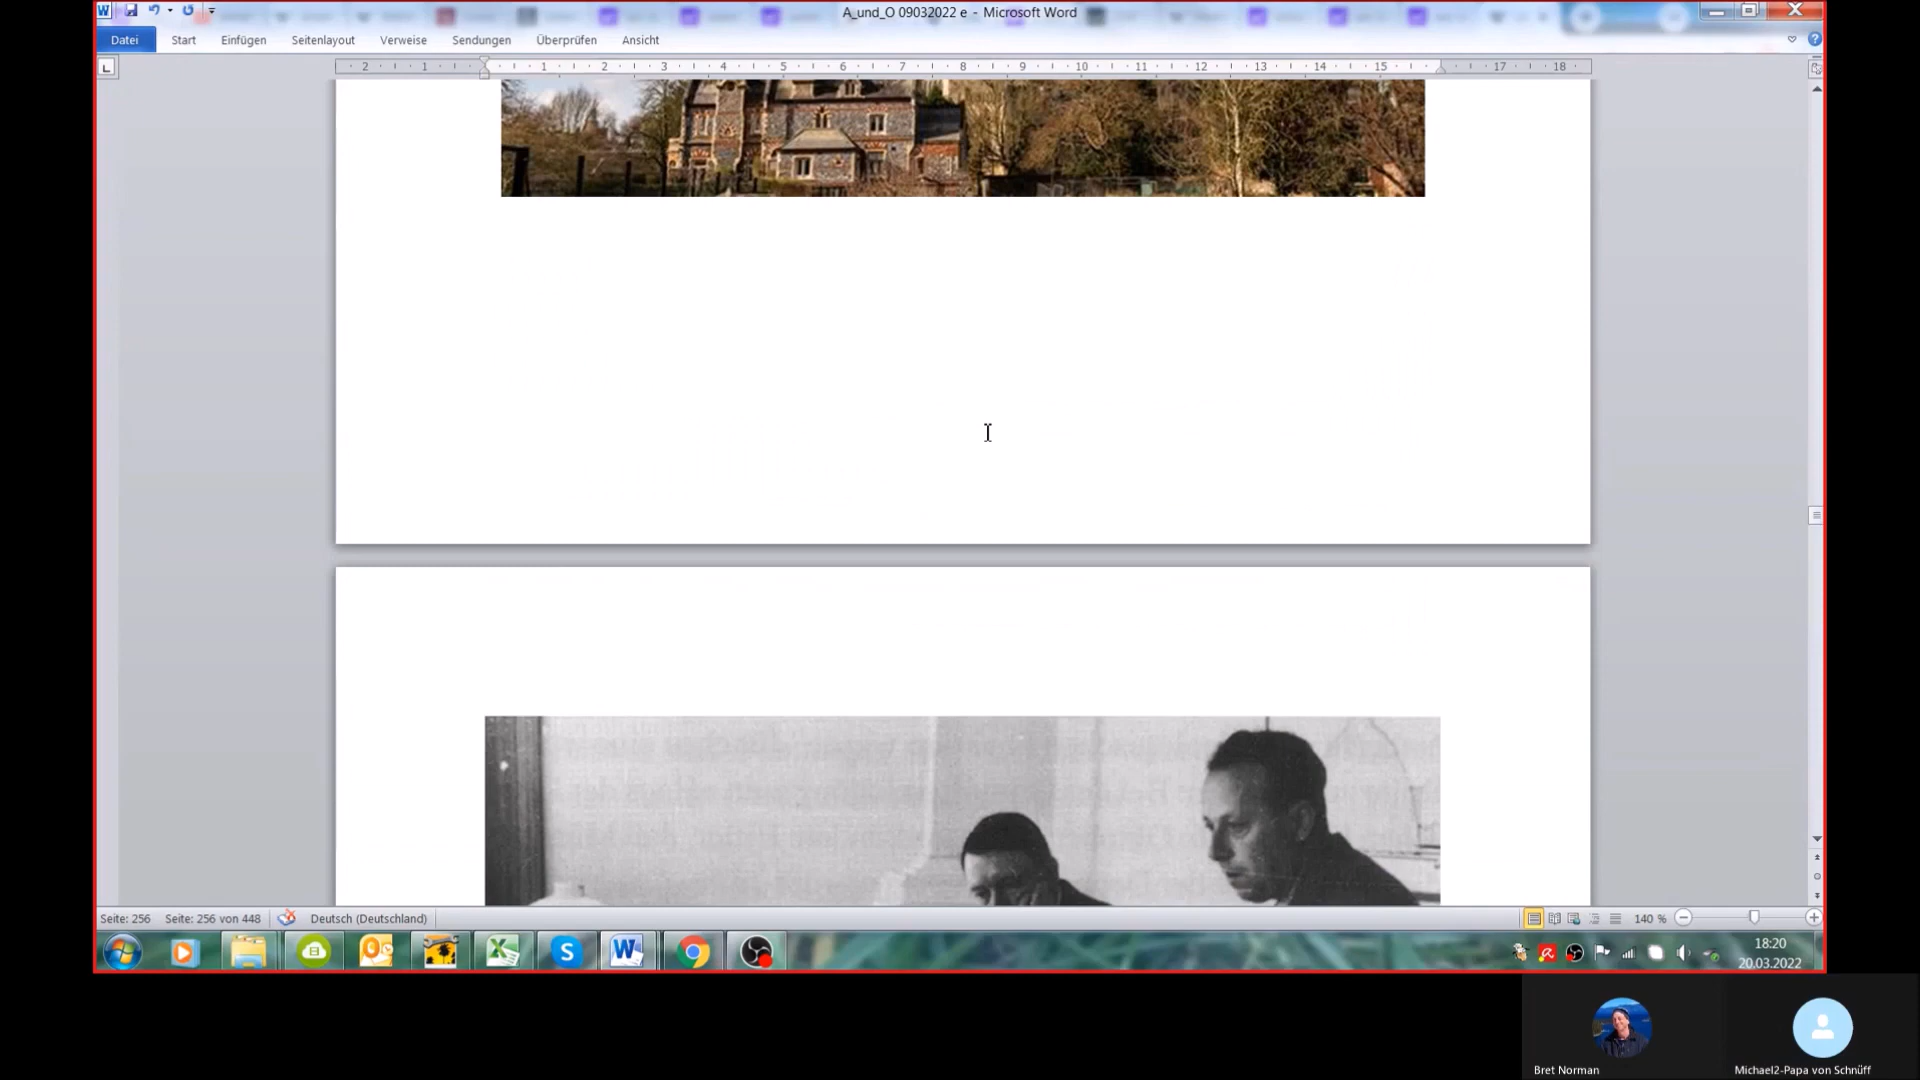 A_und_O 09032022 e - Microsoft Word
Datei Start Einfügen Seitenlayout Verweise Sendungen Überprüfen Ansicht
2 1 1 2 3 4 5 6 7 8 9 10 11 12 13 14 15 17 18
Seite: 256 Seite: 256 von 448 Deutsch (Deutschland) 140 %
18:20
20.03.2022
Bret Norman Michael2-Papa von Schnüff